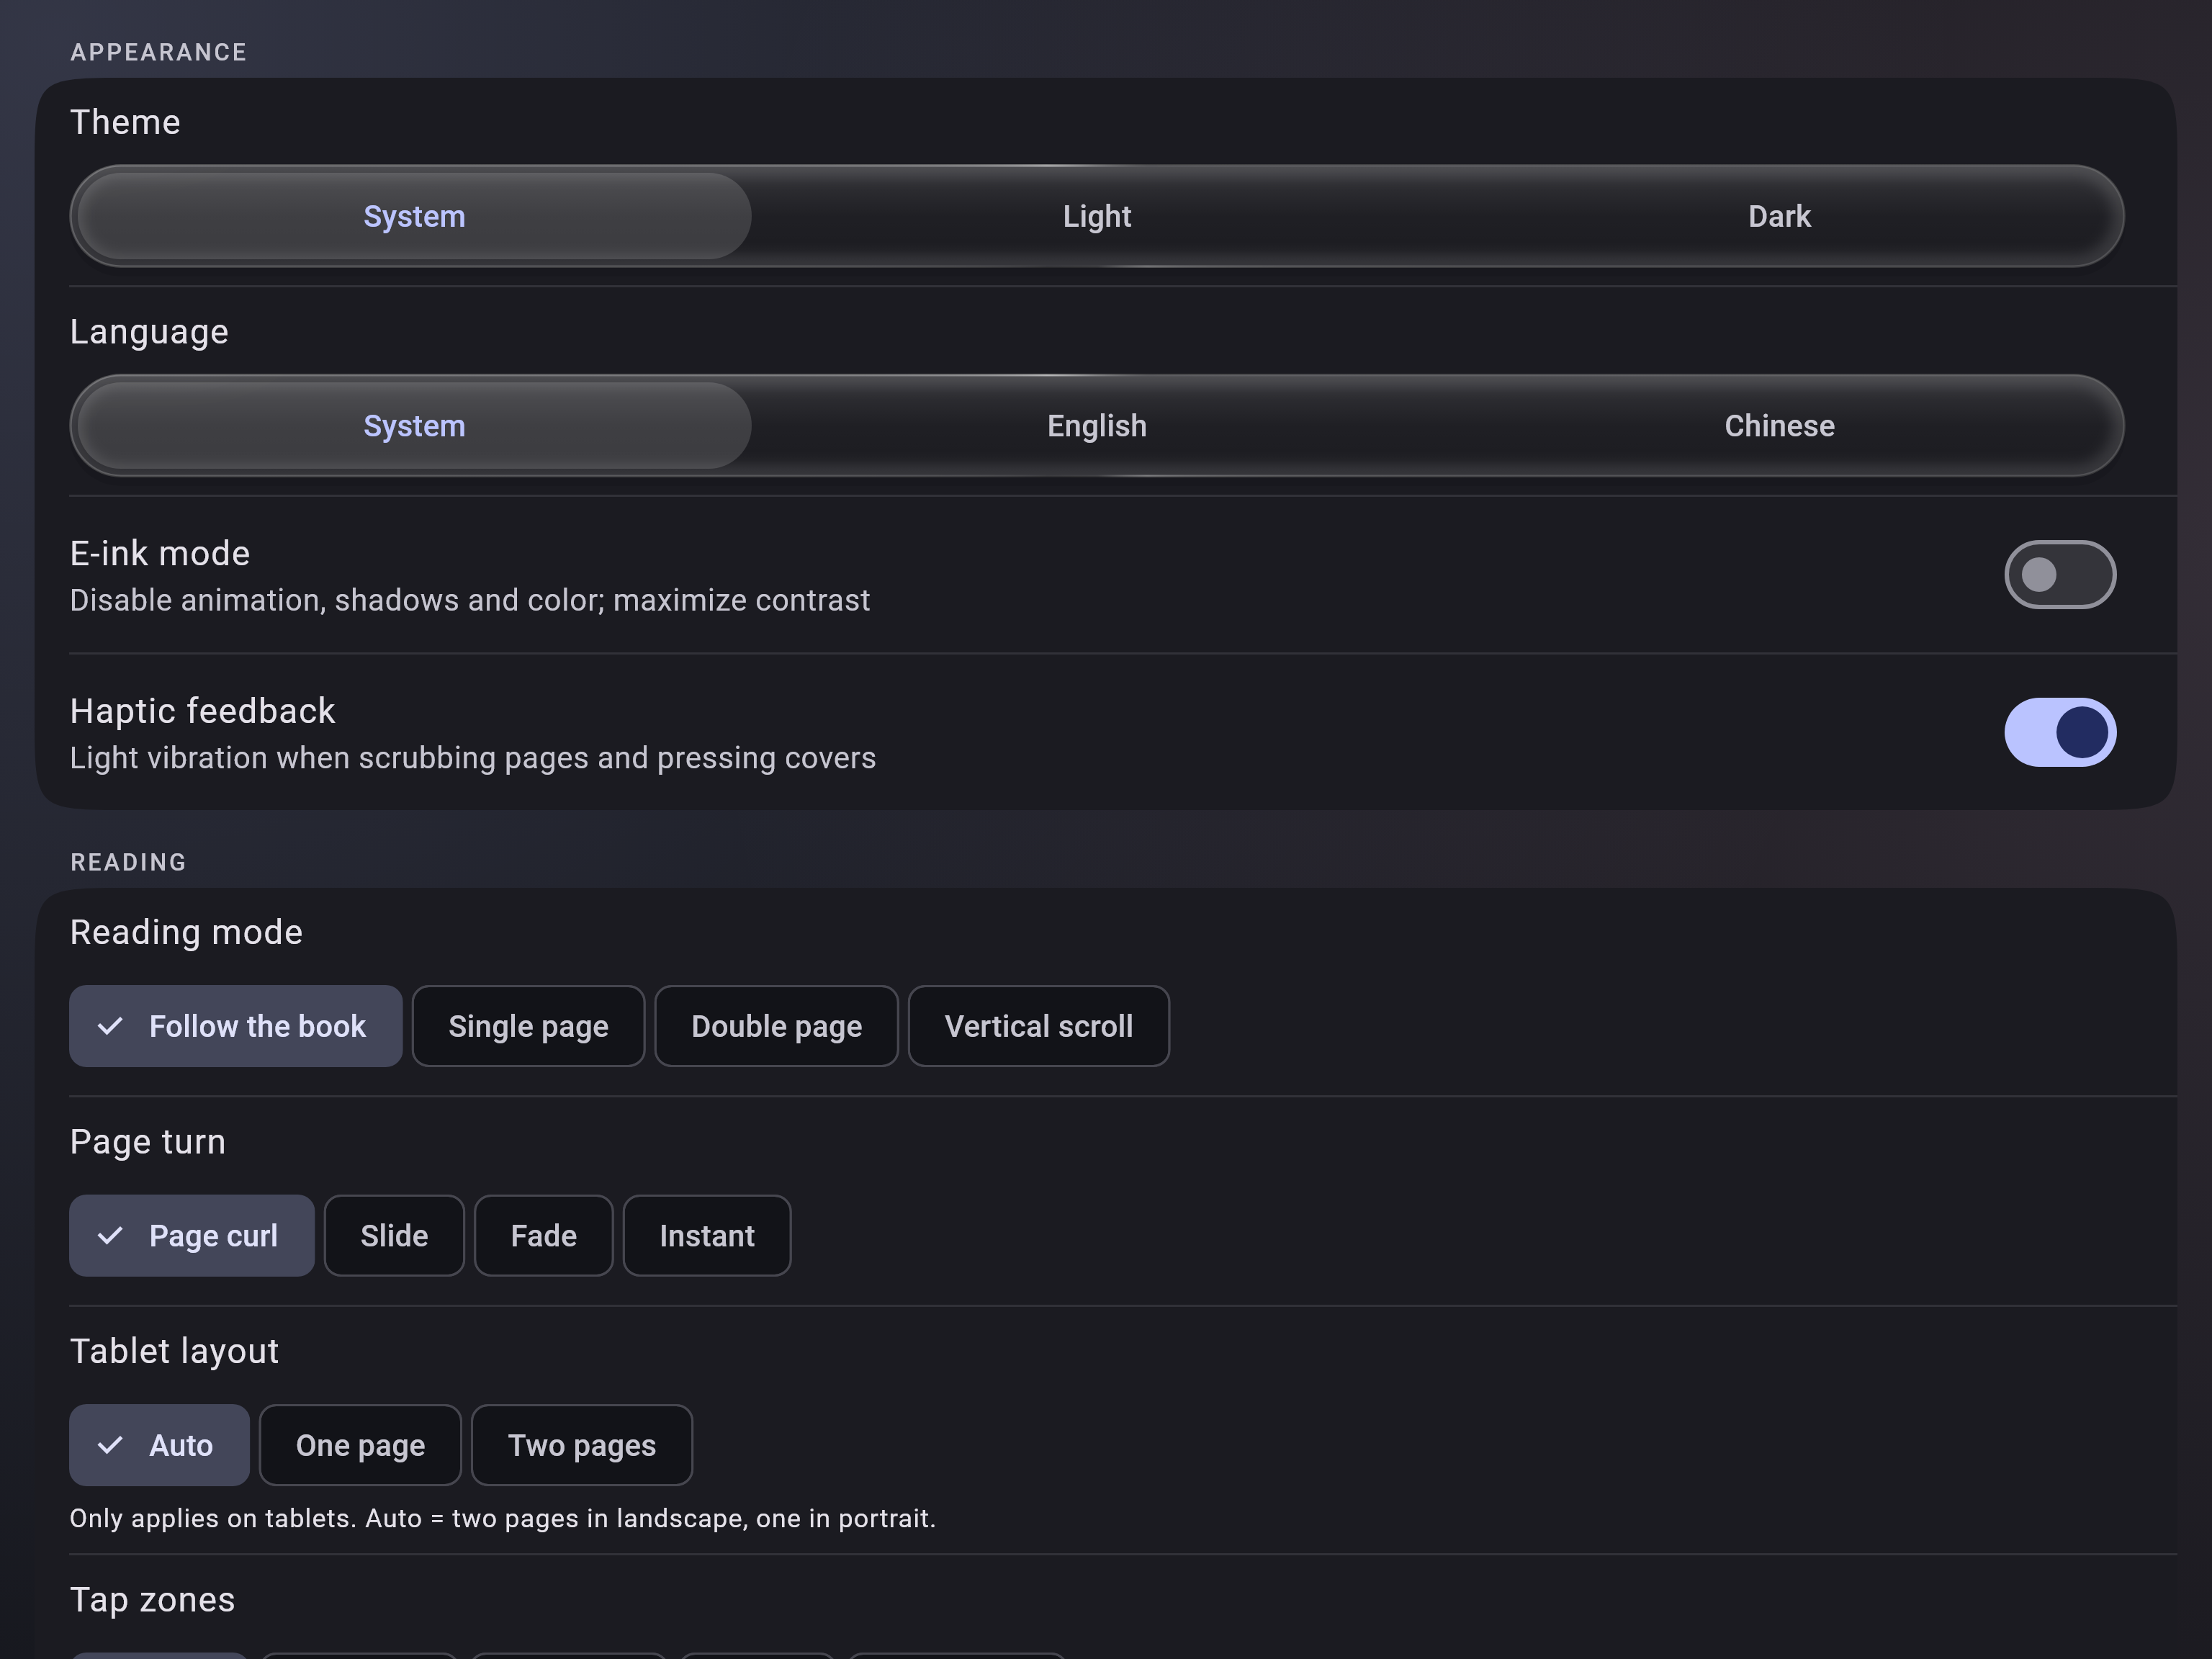 APPEARANCE
Theme
System Light Dark
Language
System English Chinese
E-ink mode
Disable animation, shadows and color; maximize contrast
Haptic feedback
Light vibration when scrubbing pages and pressing covers
READING
Reading mode
Follow the book Single page Double page Vertical scroll
Page turn
Page curl Slide Fade Instant
Tablet layout
Auto One page Two pages
Only applies on tablets. Auto = two pages in landscape, one in portrait.
Tap zones